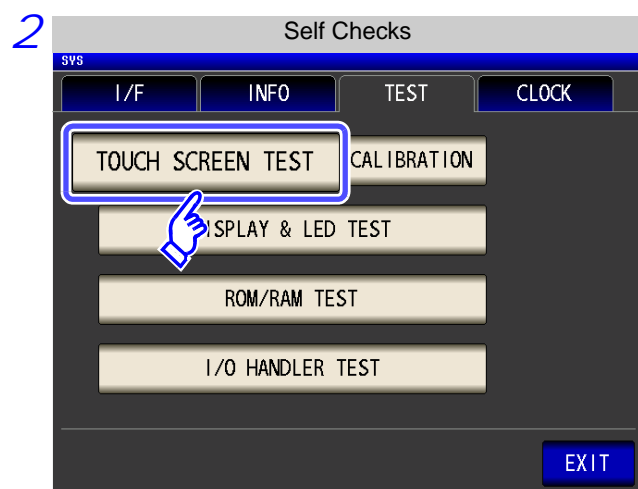 2
Self Checks
SYS
I/F INFO TEST CLOCK
TOUCH SCREEN TEST CALIBRATION
ISPLAY & LED TEST
ROM/RAM TEST
I/O HANDLER TEST
EXIT